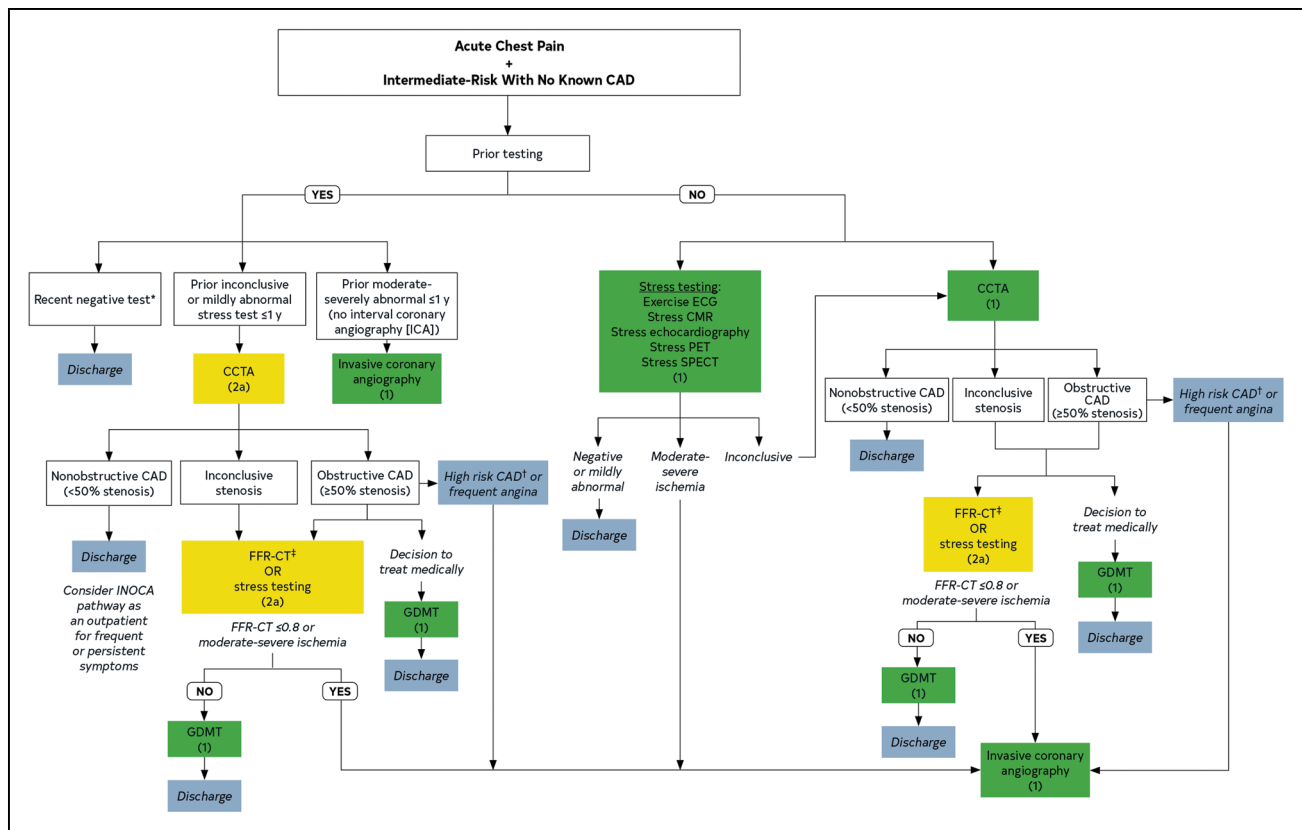 Acute Chest Pain
+
Intermediate-Risk With No Known CAD
Prior testing
YES
NO
Recent negative test*
Discharge
Prior inconclusive
or mildly abnormal
stress test ≤1 y
CCTA
(2a)
Prior moderate-
severely abnormal ≤1 y
(no interval coronary
angiography [ICA])
Invasive coronary
angiography
(1)
Nonobstructive CAD
(<50% stenosis)
Discharge
Consider INOCA
pathway as
an outpatient
for frequent
or persistent
symptoms
Inconclusive
stenosis
Obstructive CAD
(≥50% stenosis)
High risk CAD† or
frequent angina
FFR-CT‡
OR
stress testing
(2a)
FFR-CT ≤0.8 or
moderate-severe ischemia
NO
YES
GDMT
(1)
Discharge
Decision to
treat medically
GDMT
(1)
Discharge
Stress testing:
Exercise ECG
Stress CMR
Stress echocardiography
Stress PET
Stress SPECT
(1)
Negative
or mildly
abnormal
Discharge
Moderate-
severe
ischemia
Inconclusive
CCTA
(1)
Nonobstructive CAD
(<50% stenosis)
Discharge
Inconclusive
stenosis
Obstructive
CAD
(≥50% stenosis)
High risk CAD† or
frequent angina
FFR-CT‡
OR
stress testing
(2a)
FFR-CT ≤0.8 or
moderate-severe ischemia
NO
YES
GDMT
(1)
Discharge
Decision to
treat medically
GDMT
(1)
Discharge
Invasive coronary
angiography
(1)